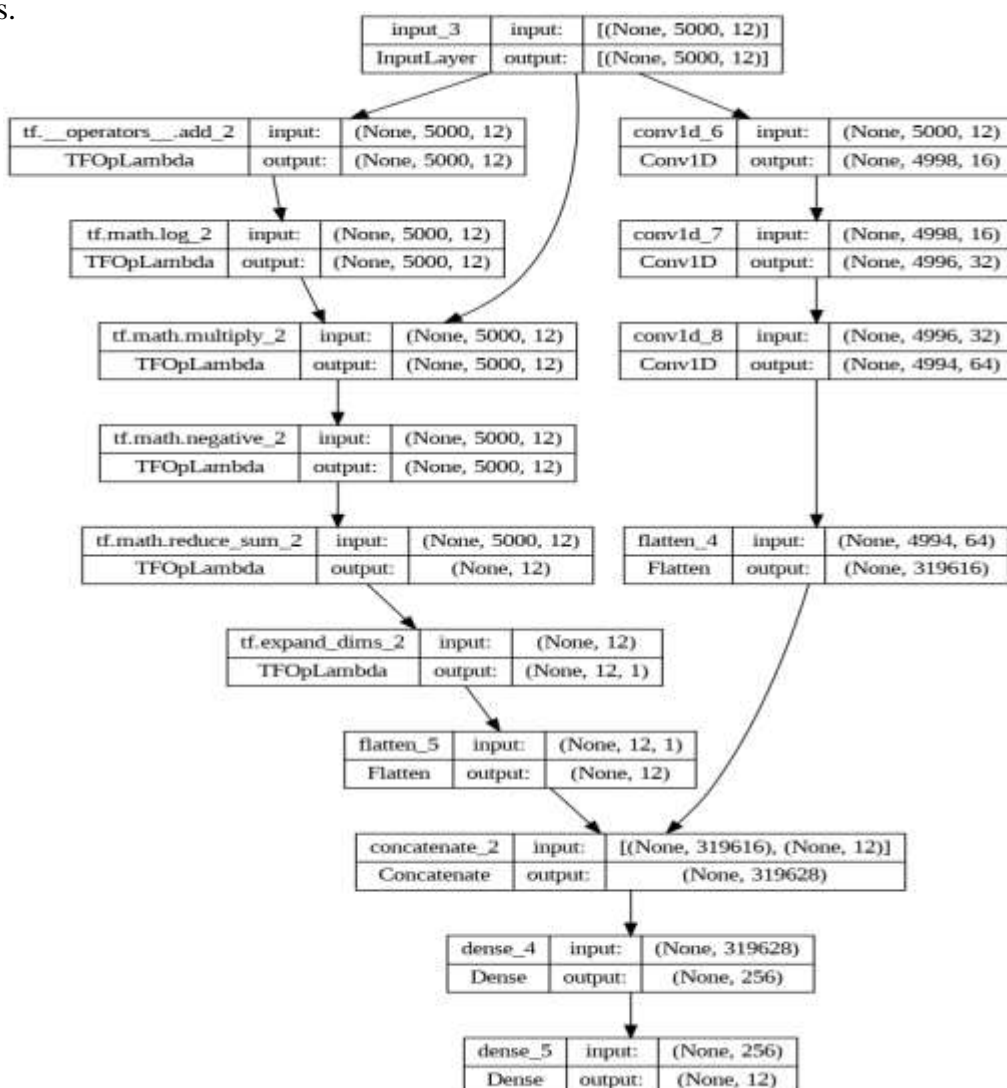 s.
input_3 input: [(None, 5000, 12)]
InputLayer output: [(None, 5000, 12)]
tf.__operators__.add_2 input: (None, 5000, 12)
TFOpLambda output: (None, 5000, 12)
conv1d_6 input: (None, 5000, 12)
Conv1D output: (None, 4998, 16)
tf.math.log_2 input: (None, 5000, 12)
TFOpLambda output: (None, 5000, 12)
conv1d_7 input: (None, 4998, 16)
Conv1D output: (None, 4996, 32)
tf.math.multiply_2 input: (None, 5000, 12)
TFOpLambda output: (None, 5000, 12)
conv1d_8 input: (None, 4996, 32)
Conv1D output: (None, 4994, 64)
tf.math.negative_2 input: (None, 5000, 12)
TFOpLambda output: (None, 5000, 12)
tf.math.reduce_sum_2 input: (None, 5000, 12)
TFOpLambda output: (None, 12)
flatten_4 input: (None, 4994, 64)
Flatten output: (None, 319616)
tf.expand_dims_2 input: (None, 12)
TFOpLambda output: (None, 12, 1)
flatten_5 input: (None, 12, 1)
Flatten output: (None, 12)
concatenate_2 input: [(None, 319616), (None, 12)]
Concatenate output: (None, 319628)
dense_4 input: (None, 319628)
Dense output: (None, 256)
dense_5 input: (None, 256)
Dense output: (None, 12)